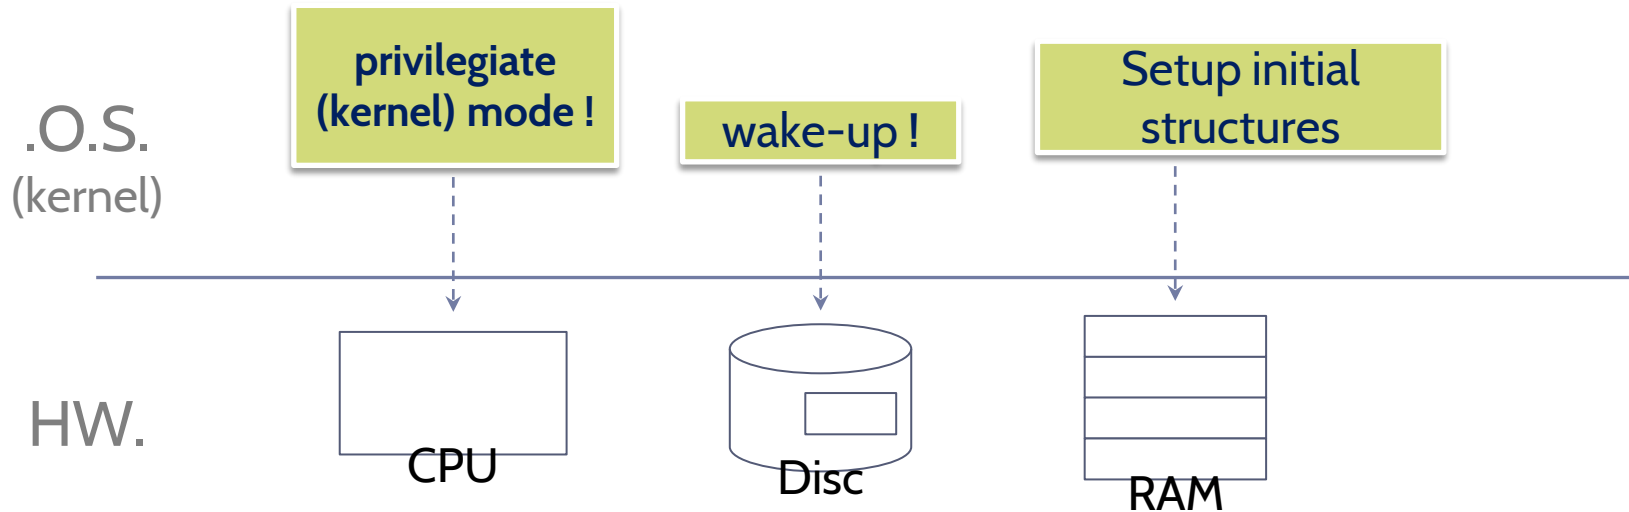 privilegiate
(kernel) mode !
wake-up !
Setup initial
structures
.O.S.
(kernel)
HW.
CPU
Disc
RAM